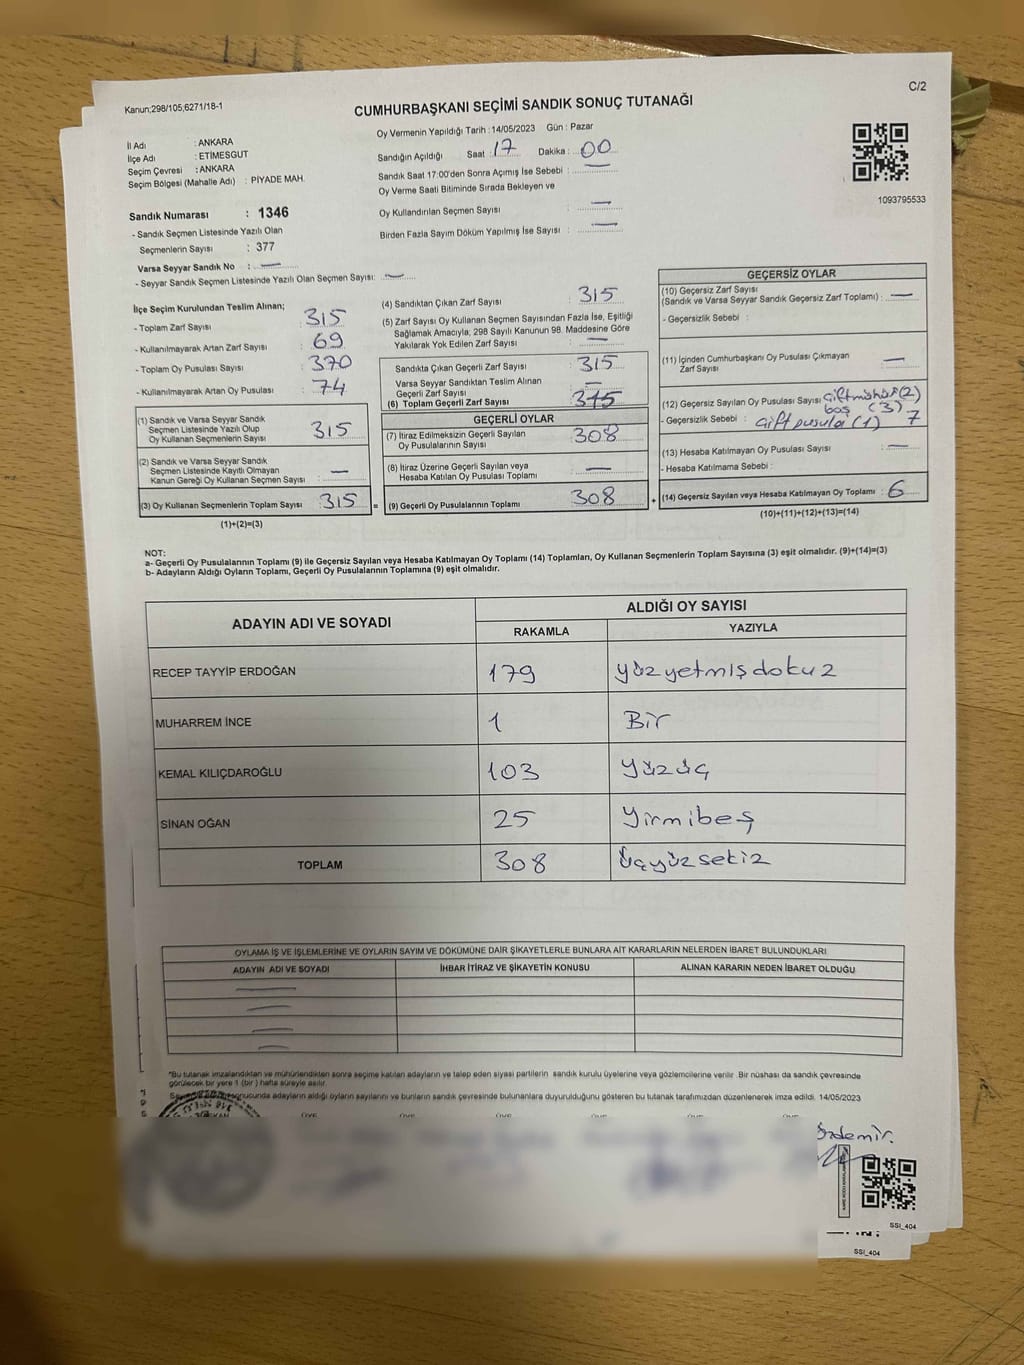 C/2
Kanun;298/105,6271/18-1
CUMHURBAŞKANI SEÇİMİ SANDIK SONUÇ TUTANAĞI
Oy Vermenin Yapıldığı Tarih : 14/05/2023 Gün : Pazar
İl Adı : ANKARA
İlçe Adı : ETİMESGUT
Seçim Çevresi : ANKARA
Seçim Bölgesi (Mahalle Adı) : PİYADE MAH.
Sandığın Açıldığı Saat : 17 Dakika : 00
Sandık Saat 17:00'den Sonra Açımış İse Sebebi : —
Oy Verme Saati Bitiminde Sırada Bekleyen ve
Oy Kullandırılan Seçmen Sayısı : —
Birden Fazla Sayım Döküm Yapılmış İse Sayısı : —
1093795533
Sandık Numarası : 1346
- Sandık Seçmen Listesinde Yazılı Olan
Seçmenlerin Sayısı : 377
Varsa Seyyar Sandık No : —
- Seyyar Sandık Seçmen Listesinde Yazılı Olan Seçmen Sayısı: —
İlçe Seçim Kurulundan Teslim Alınan;
- Toplam Zarf Sayısı 315
- Kullanılmayarak Artan Zarf Sayısı 69
- Toplam Oy Pusulası Sayısı 370
- Kullanılmayarak Artan Oy Pusulası 74
(1) Sandık ve Varsa Seyyar Sandık
Seçmen Listesinde Yazılı Olup
Oy Kullanan Seçmenlerin Sayısı 315
(2) Sandık ve Varsa Seyyar Sandık
Seçmen Listesinde Kayıtlı Olmayan
Kanun Gereği Oy Kullanan Seçmen Sayısı : —
(3) Oy Kullanan Seçmenlerin Toplam Sayısı 315 =
(1)+(2)=(3)
(4) Sandıktan Çıkan Zarf Sayısı 315
(5) Zarf Sayısı Oy Kullanan Seçmen Sayısından Fazla İse, Eşitliği
Sağlamak Amacıyla, 298 Sayılı Kanunun 98. Maddesine Göre
Yakılarak Yok Edilen Zarf Sayısı : —
Sandıkta Çıkan Geçerli Zarf Sayısı 315
Varsa Seyyar Sandıktan Teslim Alınan
Geçerli Zarf Sayısı : —
(6) Toplam Geçerli Zarf Sayısı 315
GEÇERLİ OYLAR
(7) İtiraz Edilmeksizin Geçerli Sayılan
Oy Pusulalarının Sayısı 308
(8) İtiraz Üzerine Geçerli Sayılan veya
Hesaba Katılan Oy Pusulası Toplamı —
(9) Geçerli Oy Pusulalarının Toplamı 308 +
GEÇERSİZ OYLAR
(10) Geçersiz Zarf Sayısı
(Sandık ve Varsa Seyyar Sandık Geçersiz Zarf Toplamı) : —
- Geçersizlik Sebebi :
(11) İçinden Cumhurbaşkanı Oy Pusulası Çıkmayan
Zarf Sayısı : —
(12) Geçersiz Sayılan Oy Pusulası Sayısı çift mühür (2)
boş (3)
- Geçersizlik Sebebi : çift pusula (1) 7
(13) Hesaba Katılmayan Oy Pusulası Sayısı : —
- Hesaba Katılmama Sebebi :
(14) Geçersiz Sayılan veya Hesaba Katılmayan Oy Toplamı : 6
(10)+(11)+(12)+(13)=(14)
NOT:
a- Geçerli Oy Pusulalarının Toplamı (9) ile Geçersiz Sayılan veya Hesaba Katılmayan Oy Toplamı (14) Toplamları, Oy Kullanan Seçmenlerin Toplam Sayısına (3) eşit olmalıdır. (9)+(14)=(3)
b- Adayların Aldığı Oyların Toplamı, Geçerli Oy Pusulalarının Toplamına (9) eşit olmalıdır.
ADAYIN ADI VE SOYADI ALDIĞI OY SAYISI
RAKAMLA YAZIYLA
RECEP TAYYİP ERDOĞAN 179 yüzyetmişdokuz
MUHARREM İNCE 1 Bir
KEMAL KILIÇDAROĞLU 103 Yüzüç
SİNAN OĞAN 25 Yirmibeş
TOPLAM 308 Üçyüzsekiz
OYLAMA İŞ VE İŞLEMLERİNE VE OYLARIN SAYIM VE DÖKÜMÜNE DAİR ŞİKAYETLERLE BUNLARA AİT KARARLARIN NELERDEN İBARET BULUNDUKLARI
ADAYIN ADI VE SOYADI İHBAR İTİRAZ VE ŞİKAYETİN KONUSU ALINAN KARARIN NEDEN İBARET OLDUĞU
"Bu tutanak imzalandıktan ve mühürlendikten sonra seçime katılan adayların ve talep eden siyasi partilerin sandık kurulu üyelerine veya gözlemcilerine verilir. Bir nüshası da sandık çevresinde
görülecek bir yere 1 (bir ) hafta süreyle asılır.
sonucunda adayların aldığı oyların sayılarını ve bunların sandık çevresinde bulunanlara duyurulduğunu gösteren bu tutanak tarafımızdan düzenlenerek imza edildi. 14/05/2023
ÜYE ÜYE ÜYE ÜYE ÜYE
Özdemir.
SSI_404
SSI_404